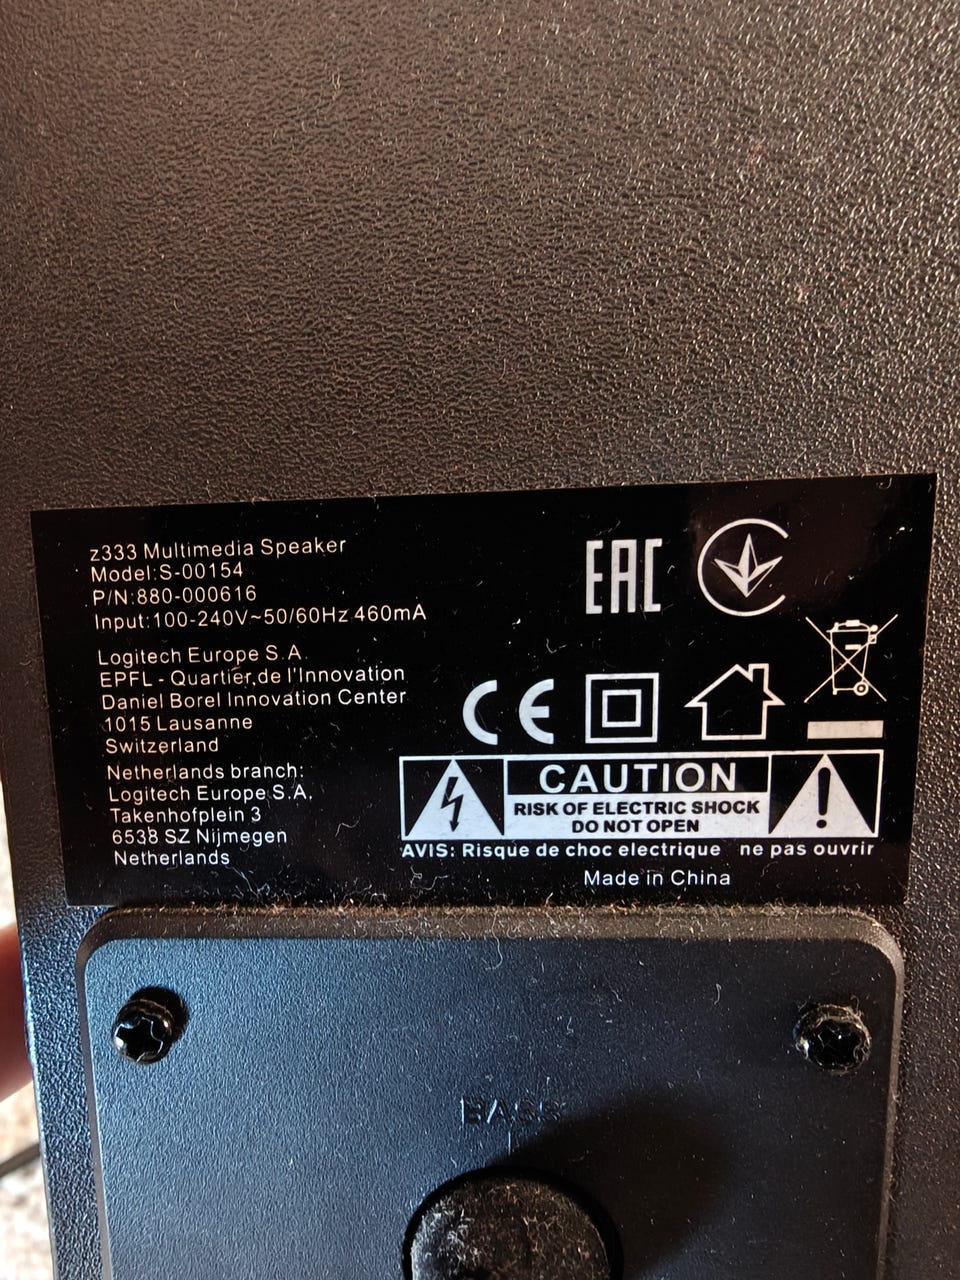 z333 Multimedia Speaker
Model:S-00154
P/N:880-000616
Input:100-240V~50/60Hz 460mA
Logitech Europe S.A.
EPFL - Quartier de l'Innovation
Daniel Borel Innovation Center
1015 Lausanne
Switzerland
Netherlands branch:
Logitech Europe S.A.
Takenhofplein 3
6538 SZ Nijmegen
Netherlands
EAC
CE
CAUTION
RISK OF ELECTRIC SHOCK
DO NOT OPEN
AVIS: Risque de choc electrique ne pas ouvrir
Made in China
BASS